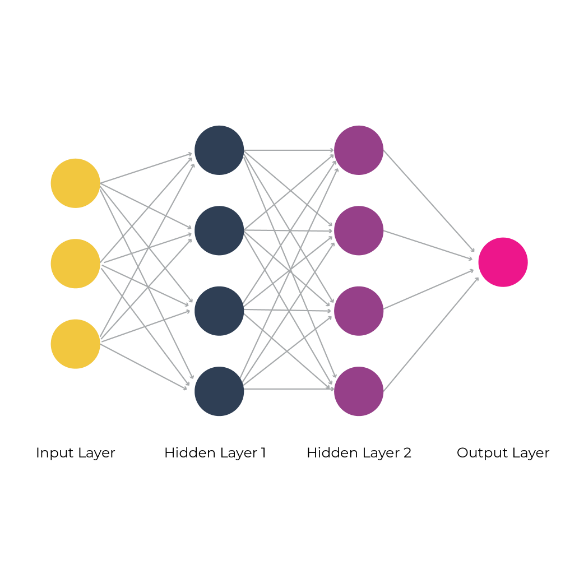 Input Layer
Hidden Layer 1
Hidden Layer 2
Output Layer